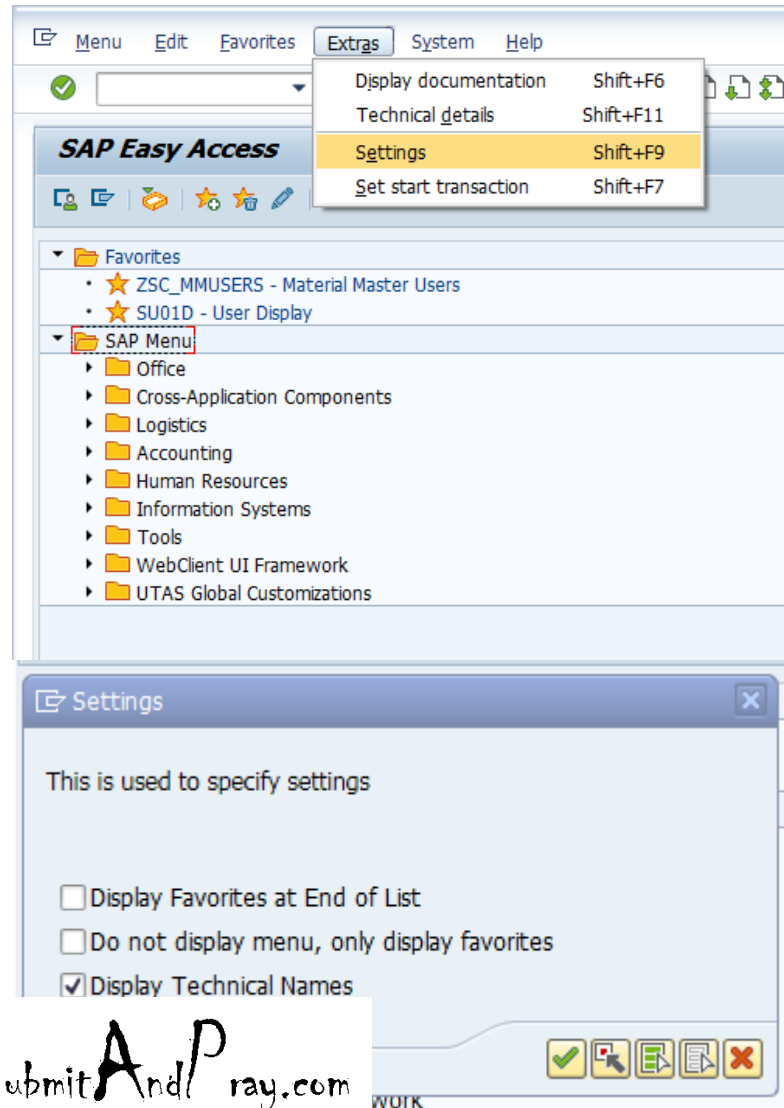 Menu Edit Favorites Extras System Help
Display documentation Shift+F6
Technical details Shift+F11
Settings Shift+F9
Set start transaction Shift+F7
SAP Easy Access
Favorites
ZSC_MMUSERS - Material Master Users
SU01D - User Display
SAP Menu
Office
Cross-Application Components
Logistics
Accounting
Human Resources
Information Systems
Tools
WebClient UI Framework
UTAS Global Customizations
Settings
This is used to specify settings
Display Favorites at End of List
Do not display menu, only display favorites
Display Technical Names
ubmitAndPray.com
work